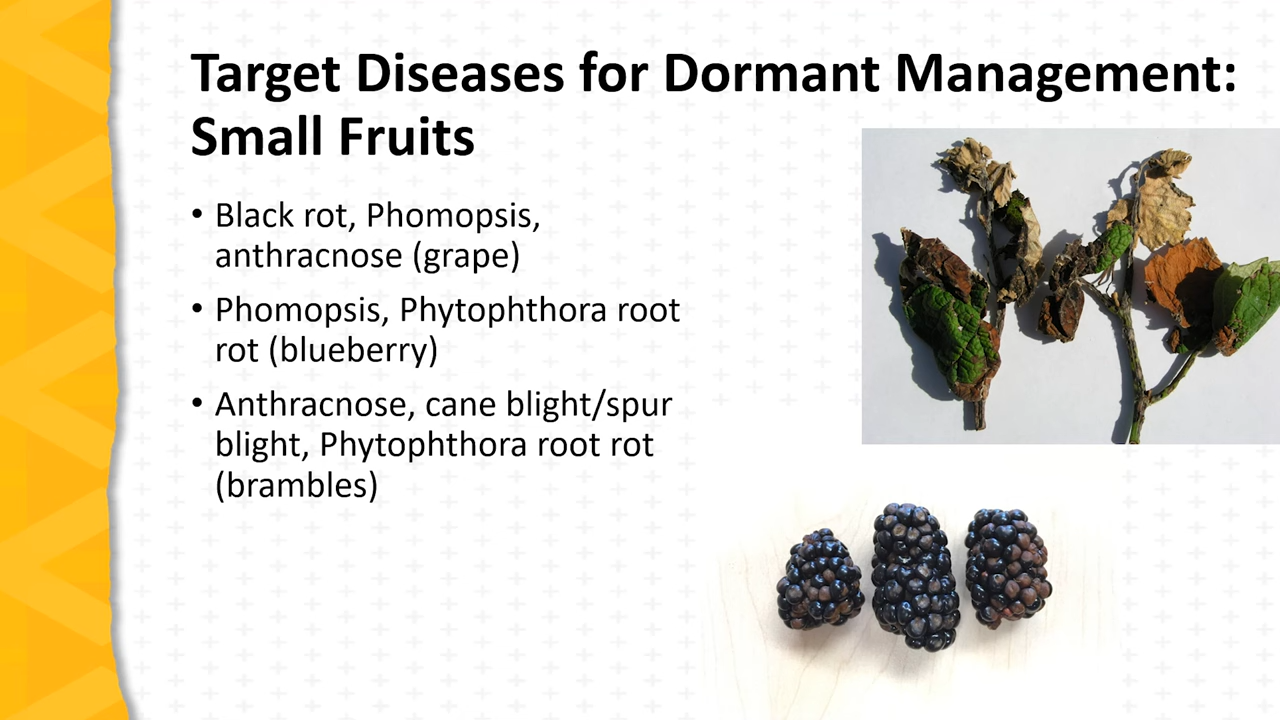 Target Diseases for Dormant Management:
Small Fruits
• Black rot, Phomopsis,
anthracnose (grape)
• Phomopsis, Phytophthora root
rot (blueberry)
• Anthracnose, cane blight/spur
blight, Phytophthora root rot
(brambles)